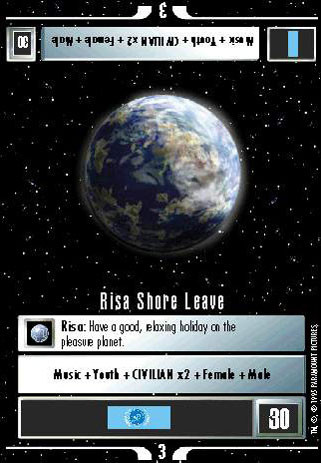 3
Music + Youth + CIVILIAN x2 + Female + Male
30
Risa Shore Leave
Risa: Have a good, relaxing holiday on the
pleasure planet.
Music + Youth + CIVILIAN x2 + Female + Male
30
3
TM, ®, © 1995 PARAMOUNT PICTURES.